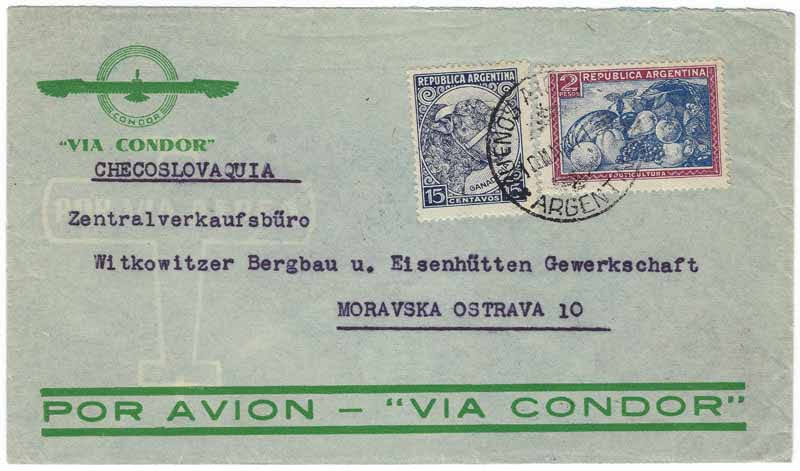 CONDOR
"VIA CONDOR"
REPUBLICA ARGENTINA
15
CENTAVOS
2
PESOS
REPUBLICA ARGENTINA
FRUTICULTURA
CHECOSLOVAQUIA
Zentralverkaufsbüro
Witkowitzer Bergbau u. Eisenhütten Gewerkschaft
MORAVSKA OSTRAVA 10
POR AVION – "VIA CONDOR"